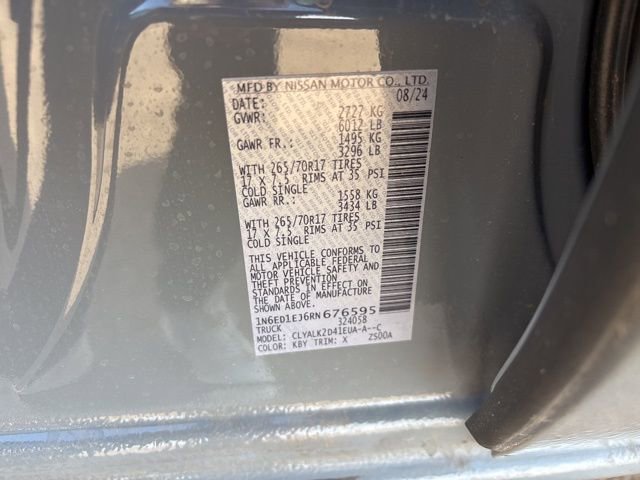 MFD BY NISSAN MOTOR CO., LTD.
DATE: 08/24
GVWR: 2727 KG
6012 LB
GAWR FR.: 1495 KG
3296 LB
WITH 265/70R17 TIRES
17 X 7.5 RIMS AT 35 PSI
COLD SINGLE
GAWR RR.: 1558 KG
3434 LB
WITH 265/70R17 TIRES
17 X 7.5 RIMS AT 35 PSI
COLD SINGLE
THIS VEHICLE CONFORMS TO
ALL APPLICABLE FEDERAL
MOTOR VEHICLE SAFETY AND
THEFT PREVENTION
STANDARDS IN EFFECT ON
DATE OF MFR. SHOWN ABOVE
1N6ED1EJ6RN676595
TRUCK 324058
MODEL: CLYALK2D41EUA-A--C
COLOR: KBY TRIM: X ZS00A